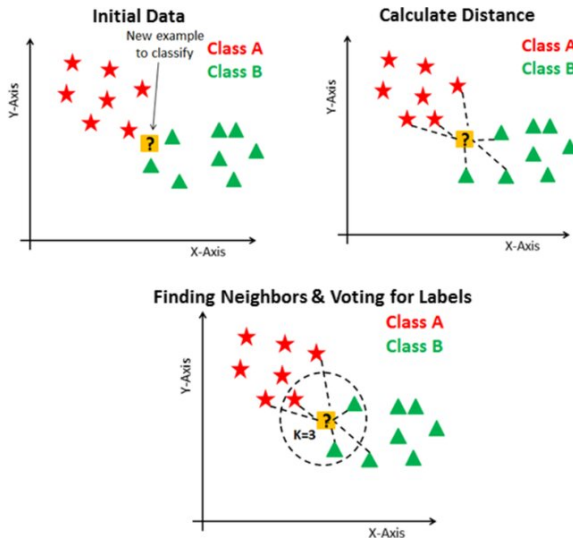 Initial Data
New example
to classify
Class A
Class B
?
Y-Axis
X-Axis
Calculate Distance
Class A
Class B
?
Y-Axis
X-Axis
Finding Neighbors & Voting for Labels
Class A
Class B
?
K=3
Y-Axis
X-Axis